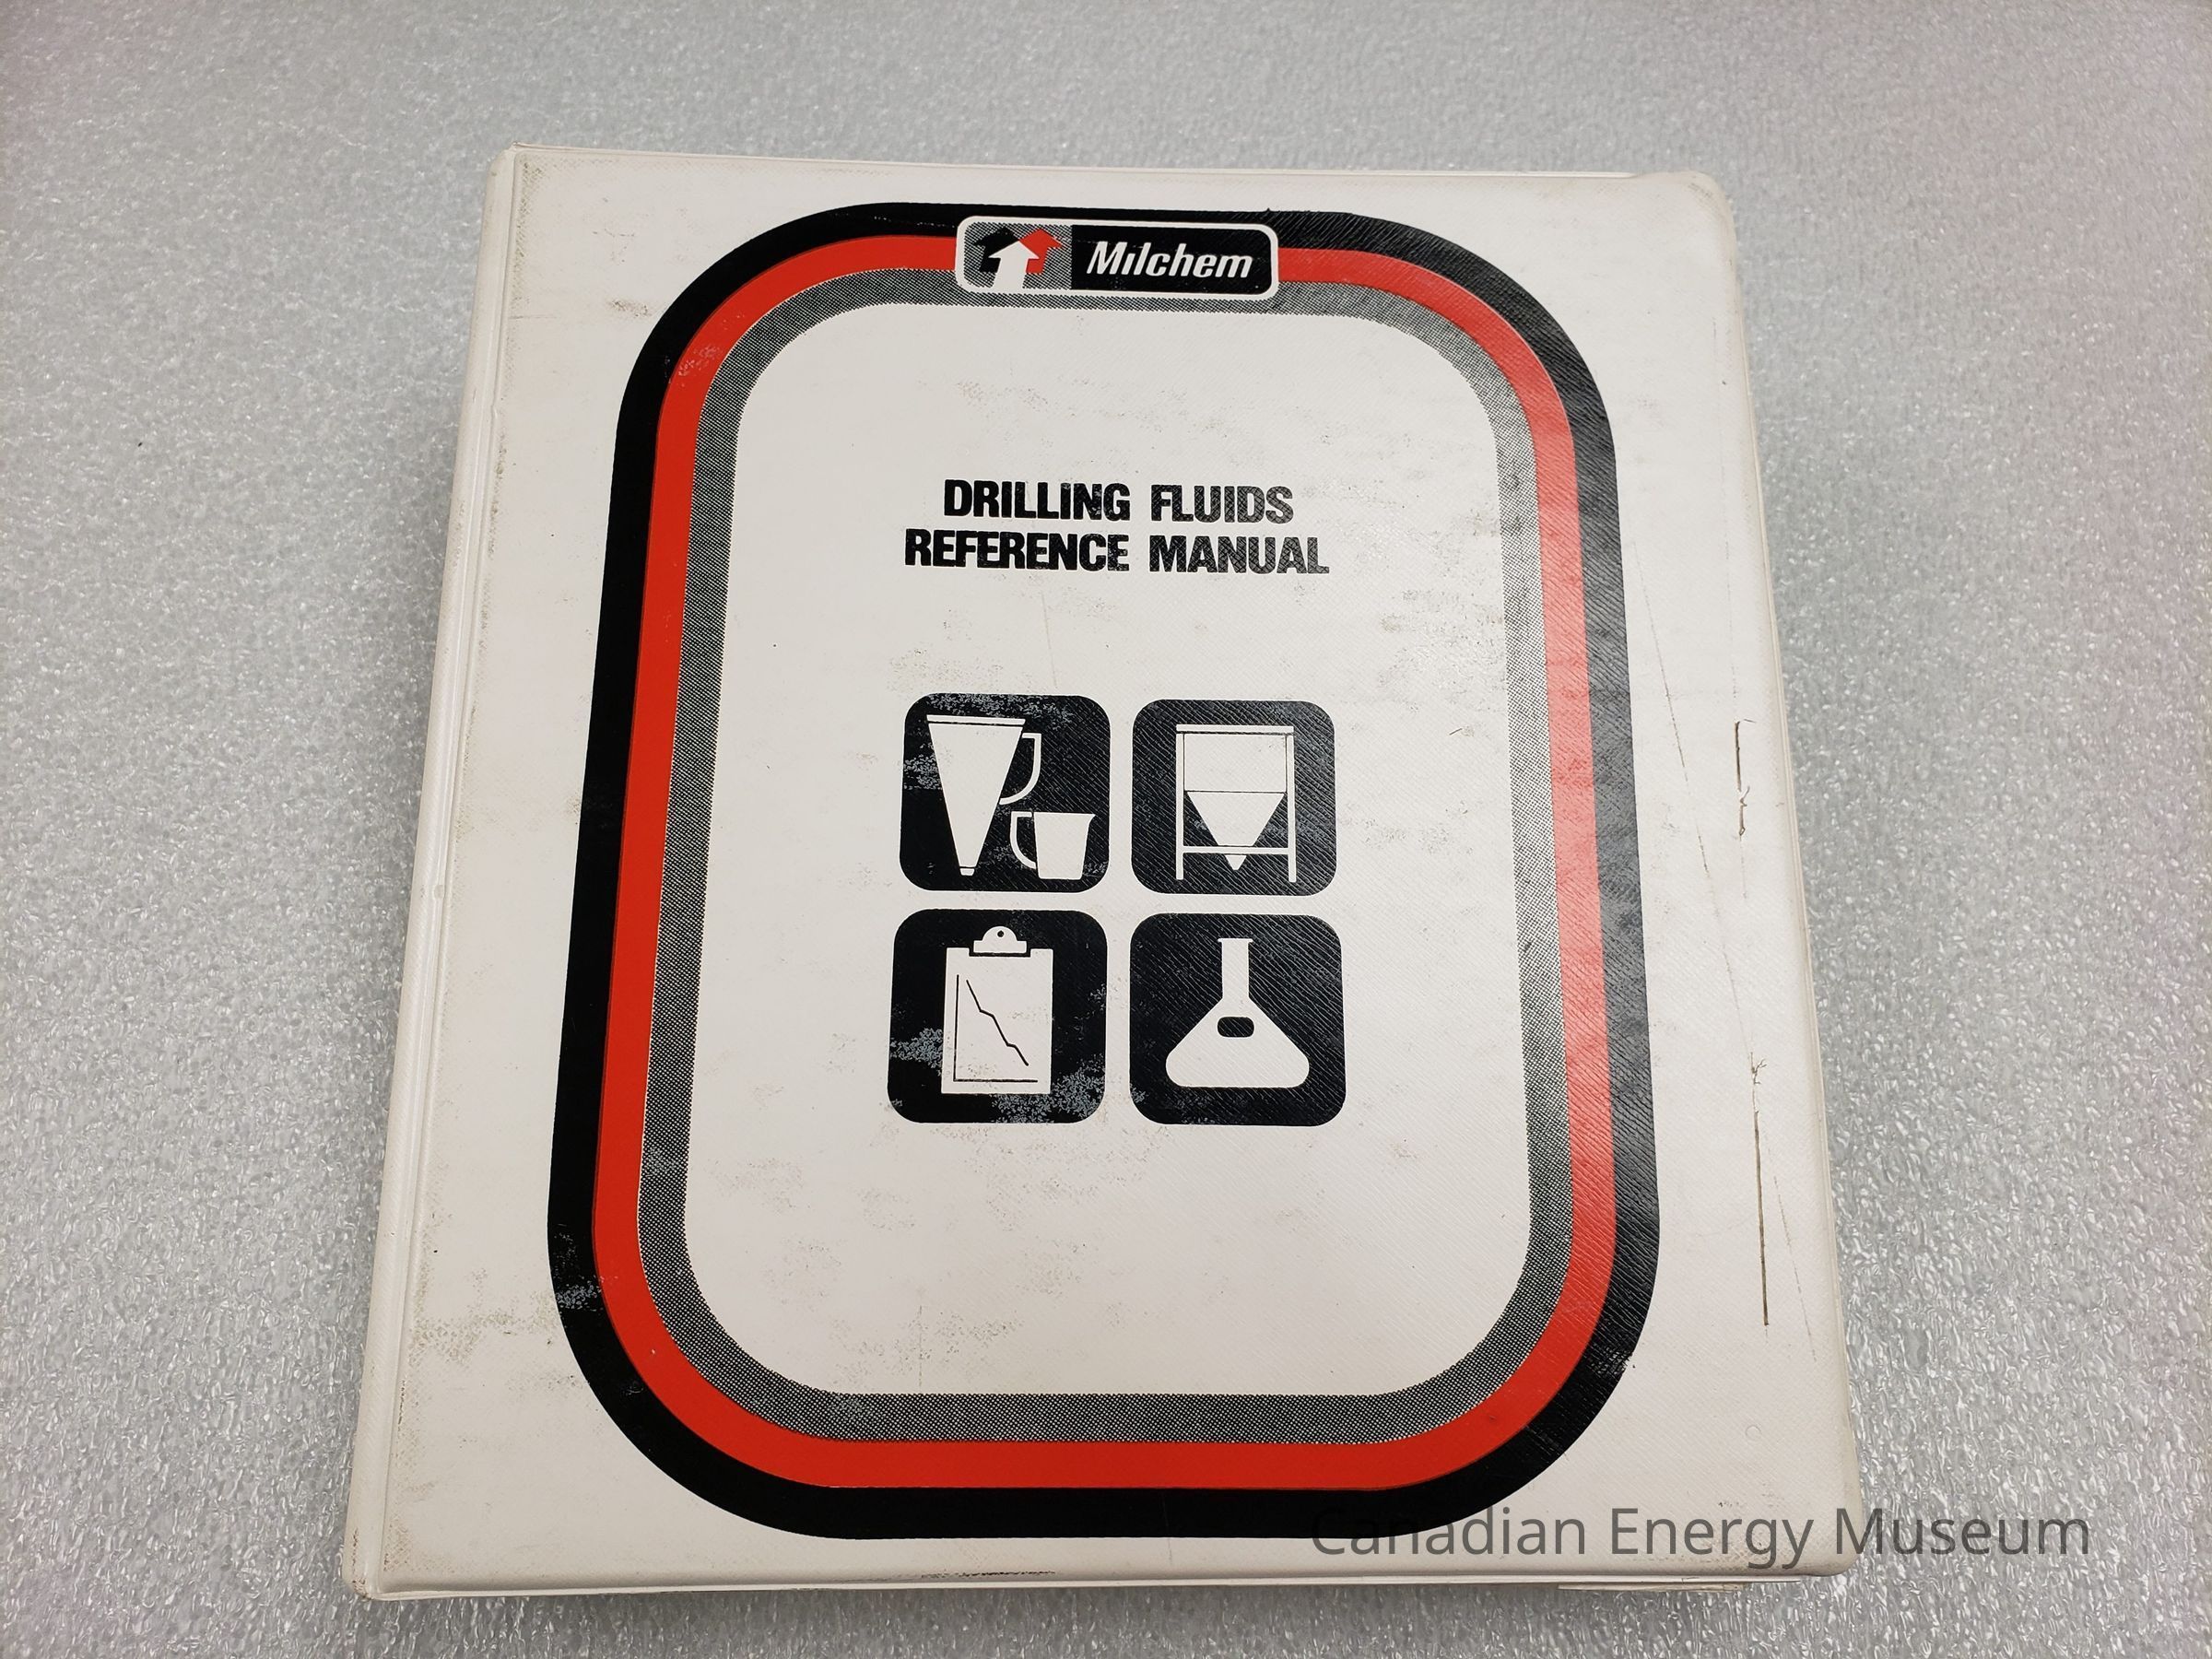 Milchem
DRILLING FLUIDS
REFERENCE MANUAL
Canadian Energy Museum